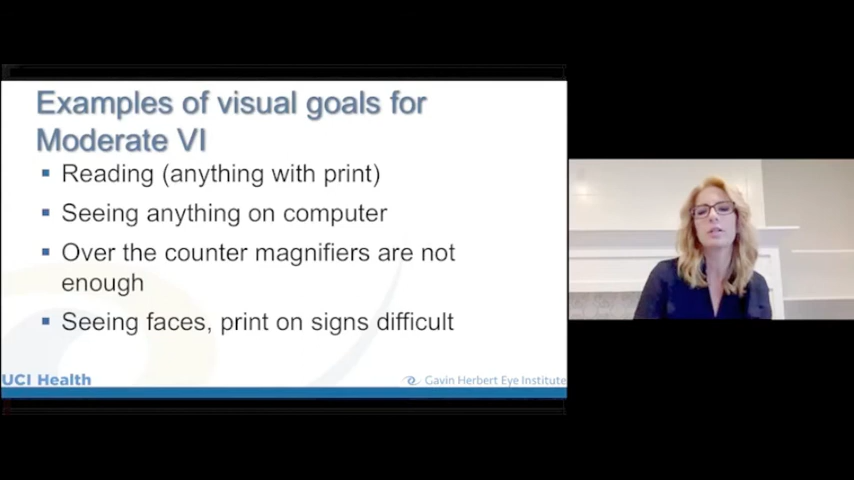 Examples of visual goals for
Moderate VI
▪ Reading (anything with print)
▪ Seeing anything on computer
▪ Over the counter magnifiers are not
enough
▪ Seeing faces, print on signs difficult
UCI Health
Gavin Herbert Eye Institute